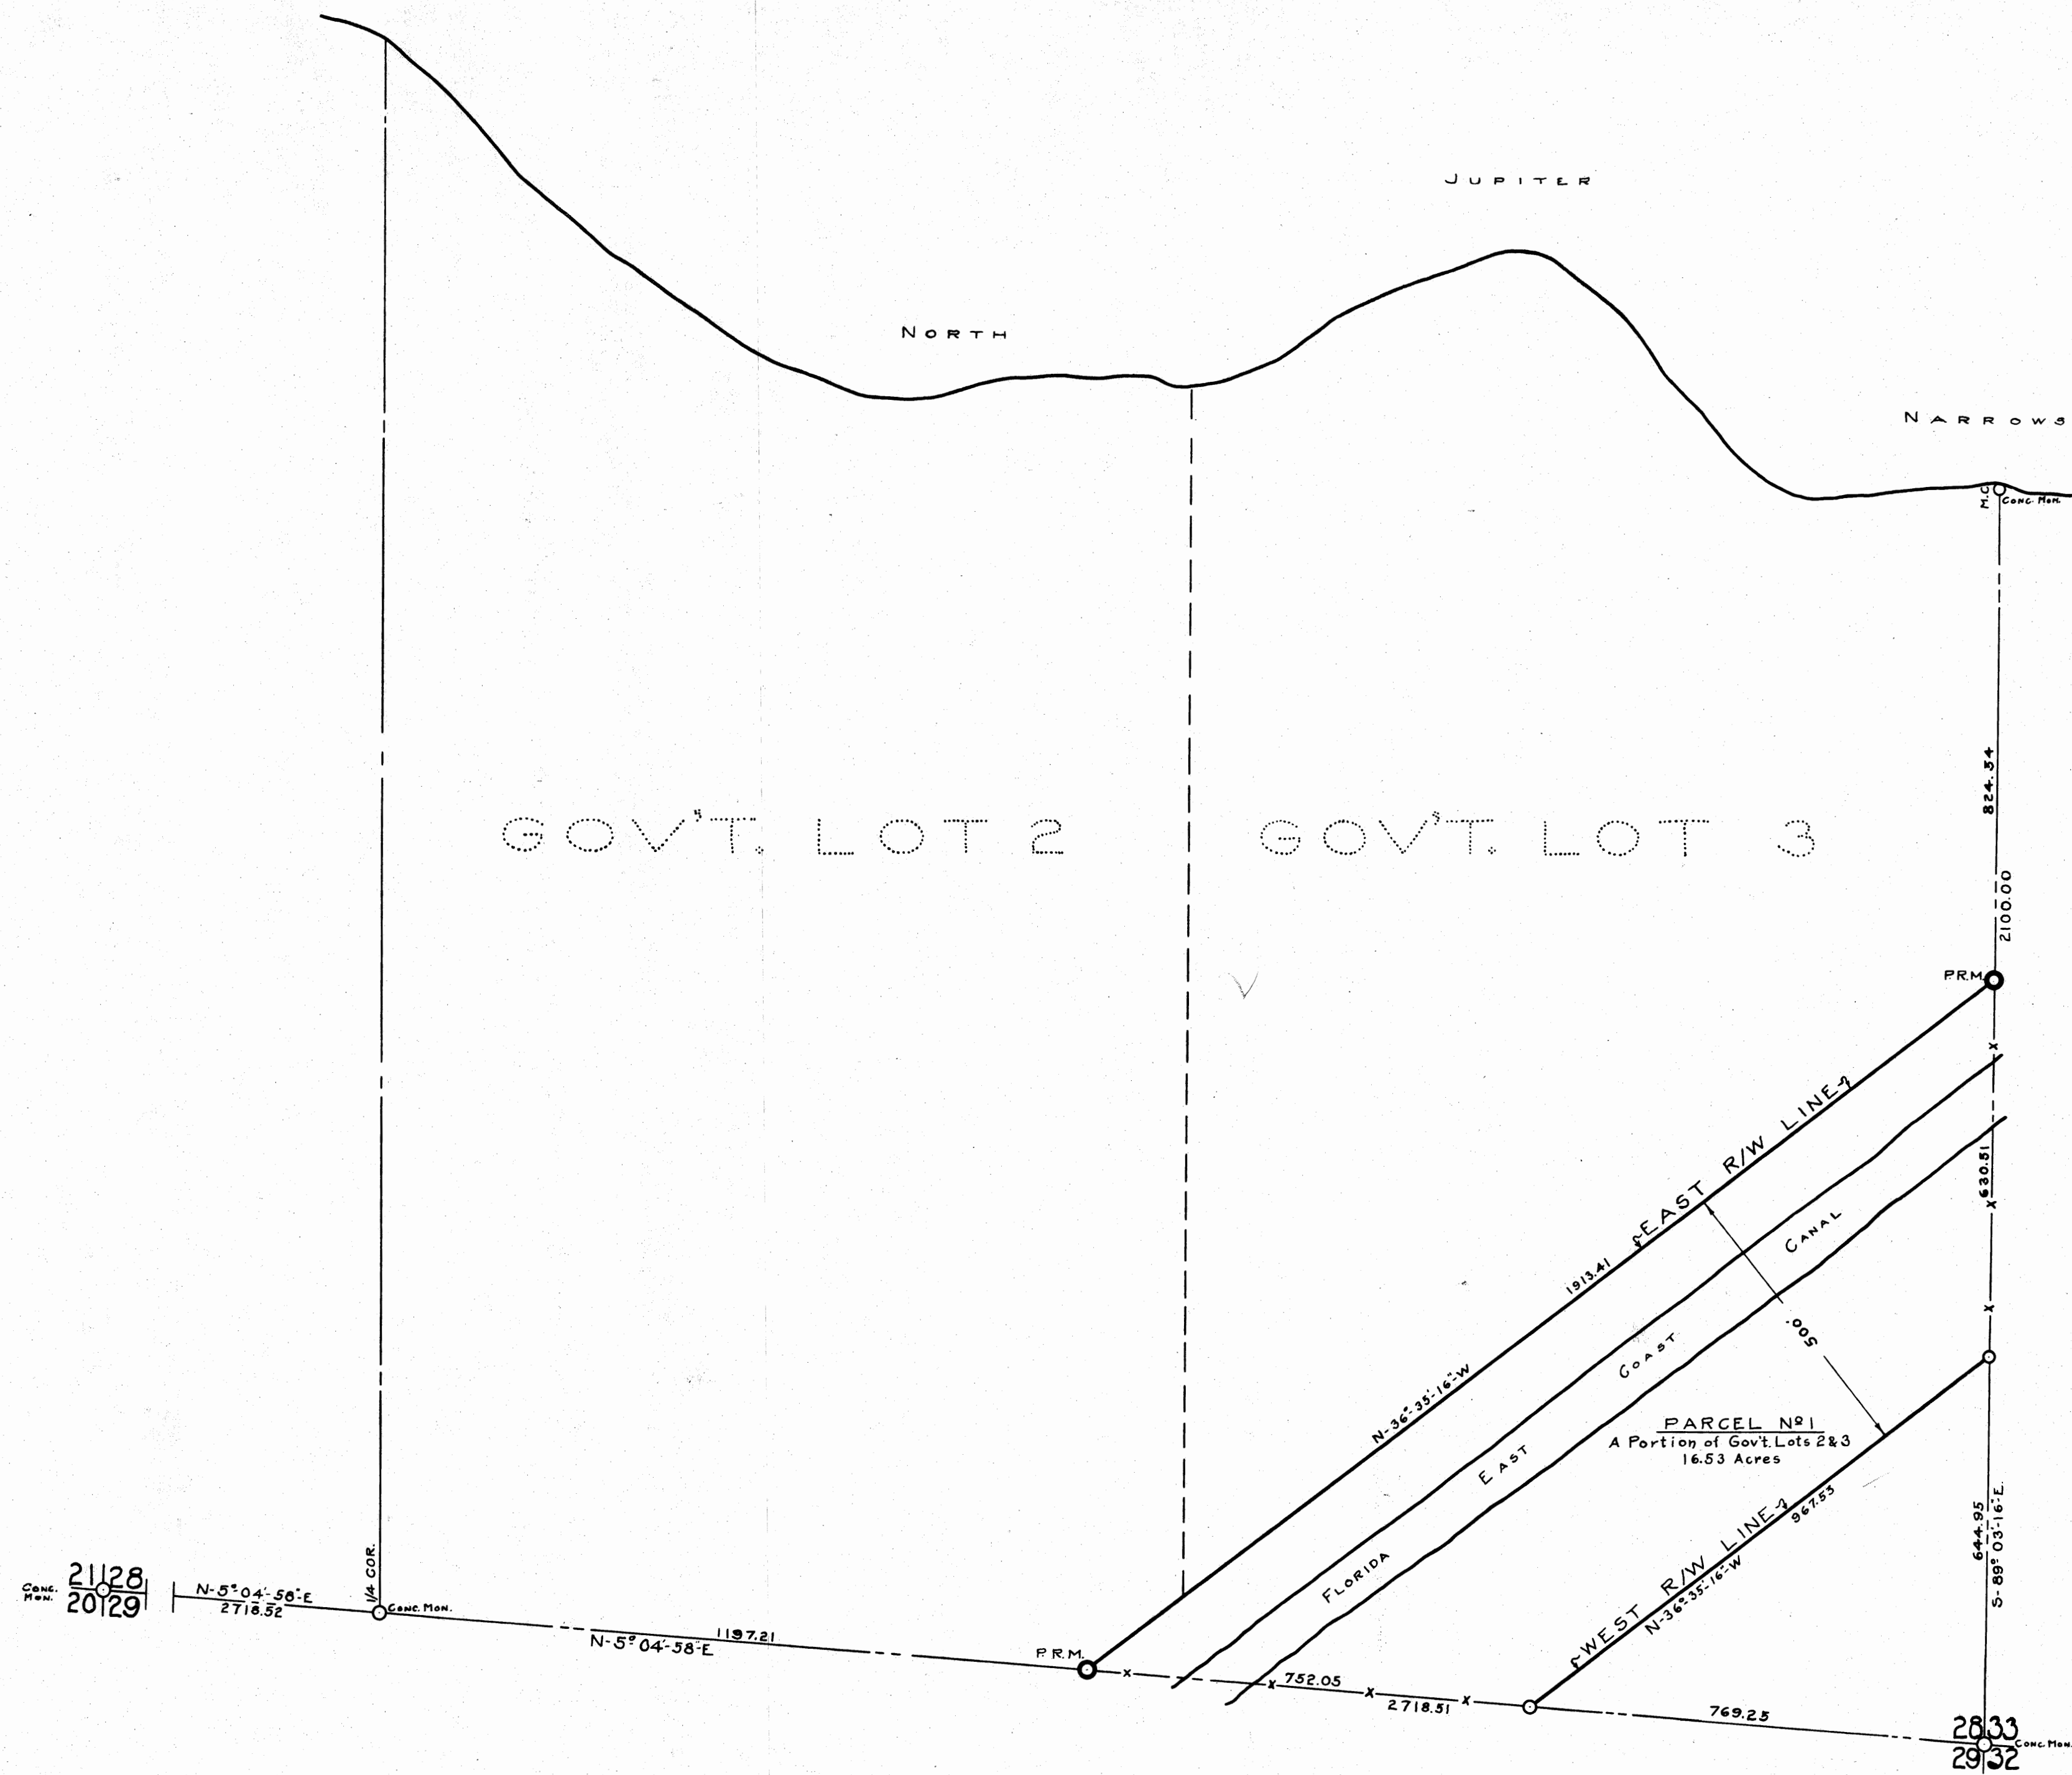 JUPITER
NORTH
NARROWS
M.C.
CONC. MON.
GOV'T. LOT 2
GOV'T. LOT 3
824.54
2100.00
P.R.M.
EAST R/W LINE
1913.41
N-36°-35'-16"-W
630.51
FLORIDA EAST COAST CANAL
500'
PARCEL Nº 1
A Portion of Gov't. Lots 2 & 3
16.53 Acres
WEST R/W LINE
967.53
N-36°-35'-16"-W
644.95
S-89° 03'-16"-E.
CONC. MON.
21 28
20 29
N-5° 04'-58"-E
2718.52
1/4 COR.
CONC. MON.
1197.21
N-5° 04'-58"-E
P.R.M.
752.05
2718.51
769.25
28 33
29 32
CONC. MON.